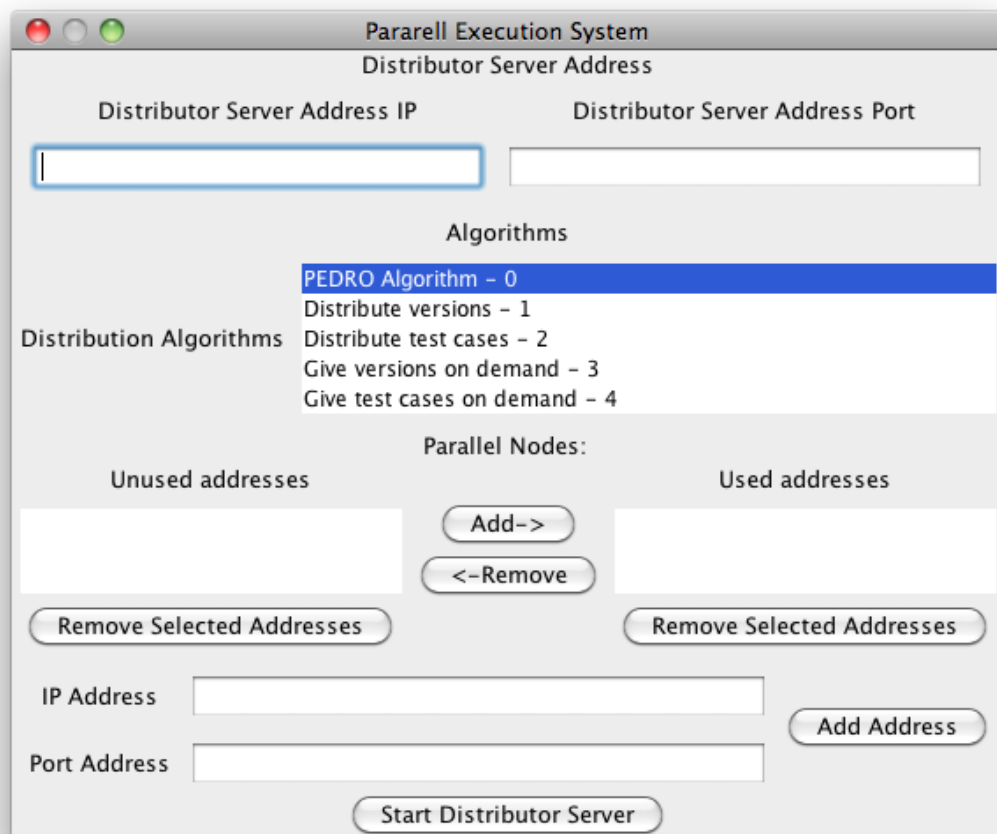 Pararell Execution System
Distributor Server Address
Distributor Server Address IP
Distributor Server Address Port
Algorithms
Distribution Algorithms
PEDRO Algorithm – 0
Distribute versions – 1
Distribute test cases – 2
Give versions on demand – 3
Give test cases on demand – 4
Parallel Nodes:
Unused addresses
Used addresses
Add–>
<–Remove
Remove Selected Addresses
Remove Selected Addresses
IP Address
Add Address
Port Address
Start Distributor Server